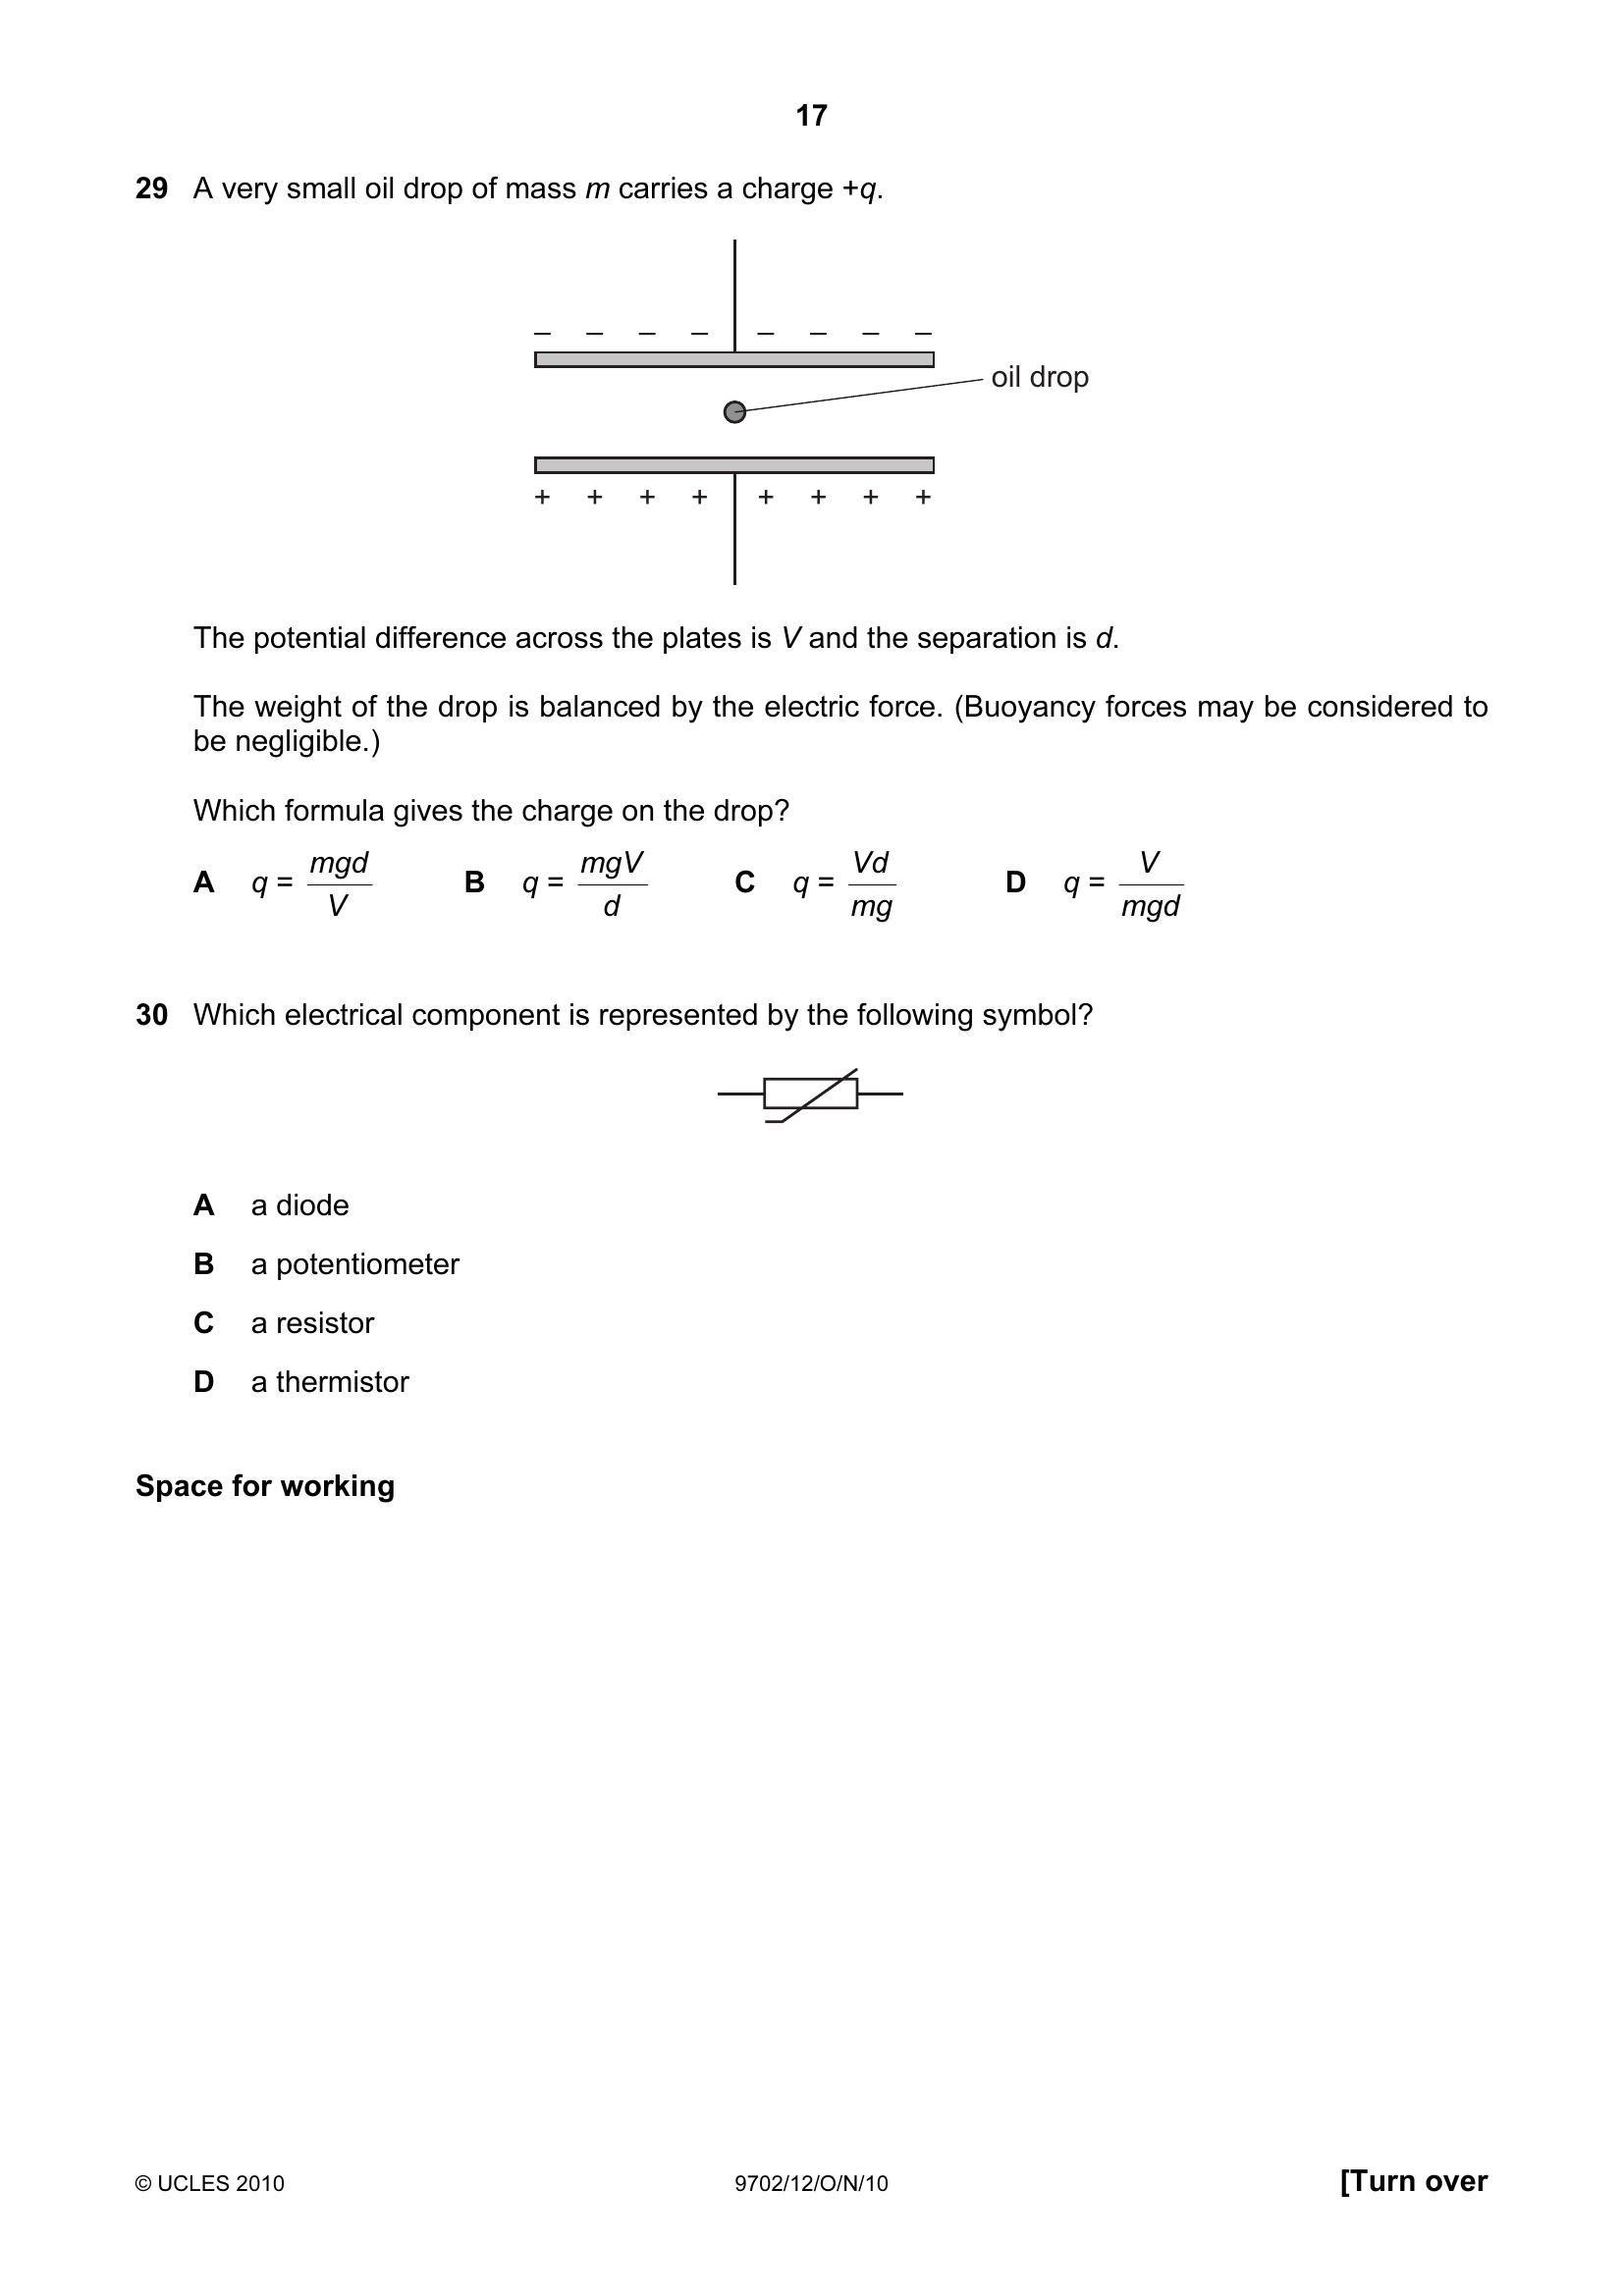 17
29 A very small oil drop of mass m carries a charge +q.
– – – – – – – –
oil drop
+ + + + + + + +
The potential difference across the plates is V and the separation is d.
The weight of the drop is balanced by the electric force. (Buoyancy forces may be considered to
be negligible.)
Which formula gives the charge on the drop?
A q = mgd/V B q = mgV/d C q = Vd/mg D q = V/mgd
30 Which electrical component is represented by the following symbol?
A a diode
B a potentiometer
C a resistor
D a thermistor
Space for working
© UCLES 2010 9702/12/O/N/10 [Turn over